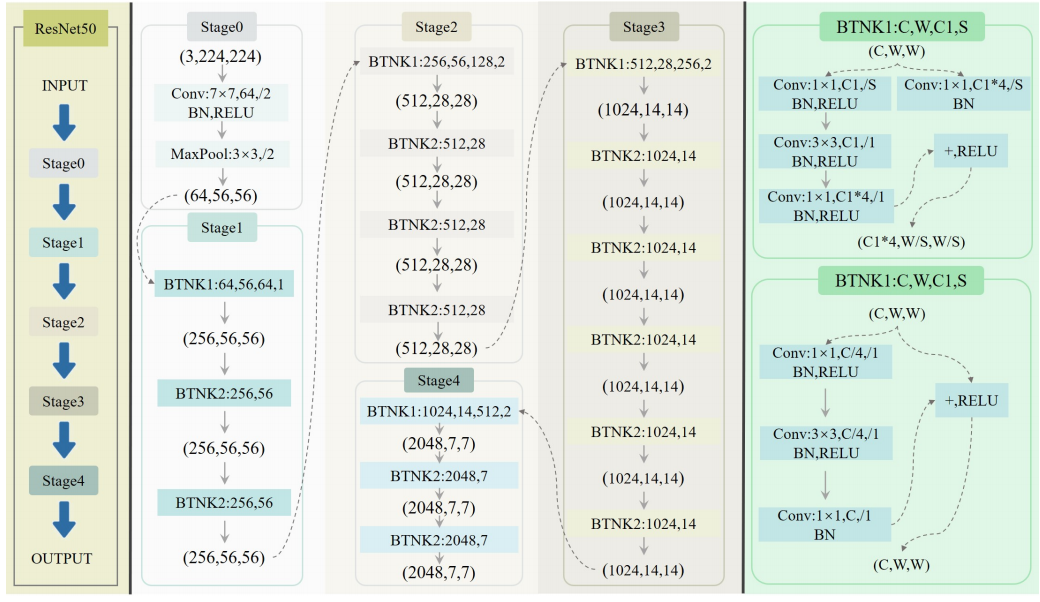 ResNet50
INPUT
Stage0
Stage1
Stage2
Stage3
Stage4
OUTPUT
Stage0
(3,224,224)
Conv:7×7,64,/2
BN,RELU
MaxPool:3×3,/2
(64,56,56)
Stage1
BTNK1:64,56,64,1
(256,56,56)
BTNK2:256,56
(256,56,56)
BTNK2:256,56
(256,56,56)
Stage2
BTNK1:256,56,128,2
(512,28,28)
BTNK2:512,28
(512,28,28)
BTNK2:512,28
(512,28,28)
BTNK2:512,28
(512,28,28)
Stage3
BTNK1:512,28,256,2
(1024,14,14)
BTNK2:1024,14
(1024,14,14)
BTNK2:1024,14
(1024,14,14)
BTNK2:1024,14
(1024,14,14)
BTNK2:1024,14
(1024,14,14)
BTNK2:1024,14
(1024,14,14)
Stage4
BTNK1:1024,14,512,2
(2048,7,7)
BTNK2:2048,7
(2048,7,7)
BTNK2:2048,7
(2048,7,7)
BTNK1:C,W,C1,S
(C,W,W)
Conv:1×1,C1,/S
BN,RELU
Conv:1×1,C1*4,/S
BN
Conv:3×3,C1,/1
BN,RELU
+,RELU
Conv:1×1,C1*4,/1
BN,RELU
(C1*4,W/S,W/S)
BTNK1:C,W,C1,S
(C,W,W)
Conv:1×1,C/4,/1
BN,RELU
+,RELU
Conv:3×3,C/4,/1
BN,RELU
Conv:1×1,C,/1
BN
(C,W,W)